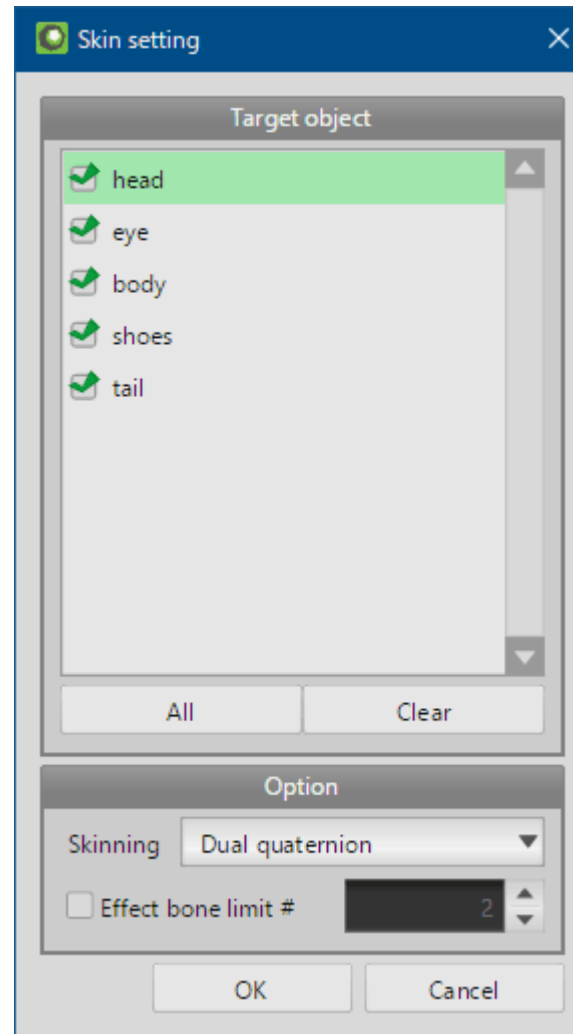 Skin setting
Target object
head
eye
body
shoes
tail
All Clear
Option
Skinning Dual quaternion
Effect bone limit # 2
OK Cancel